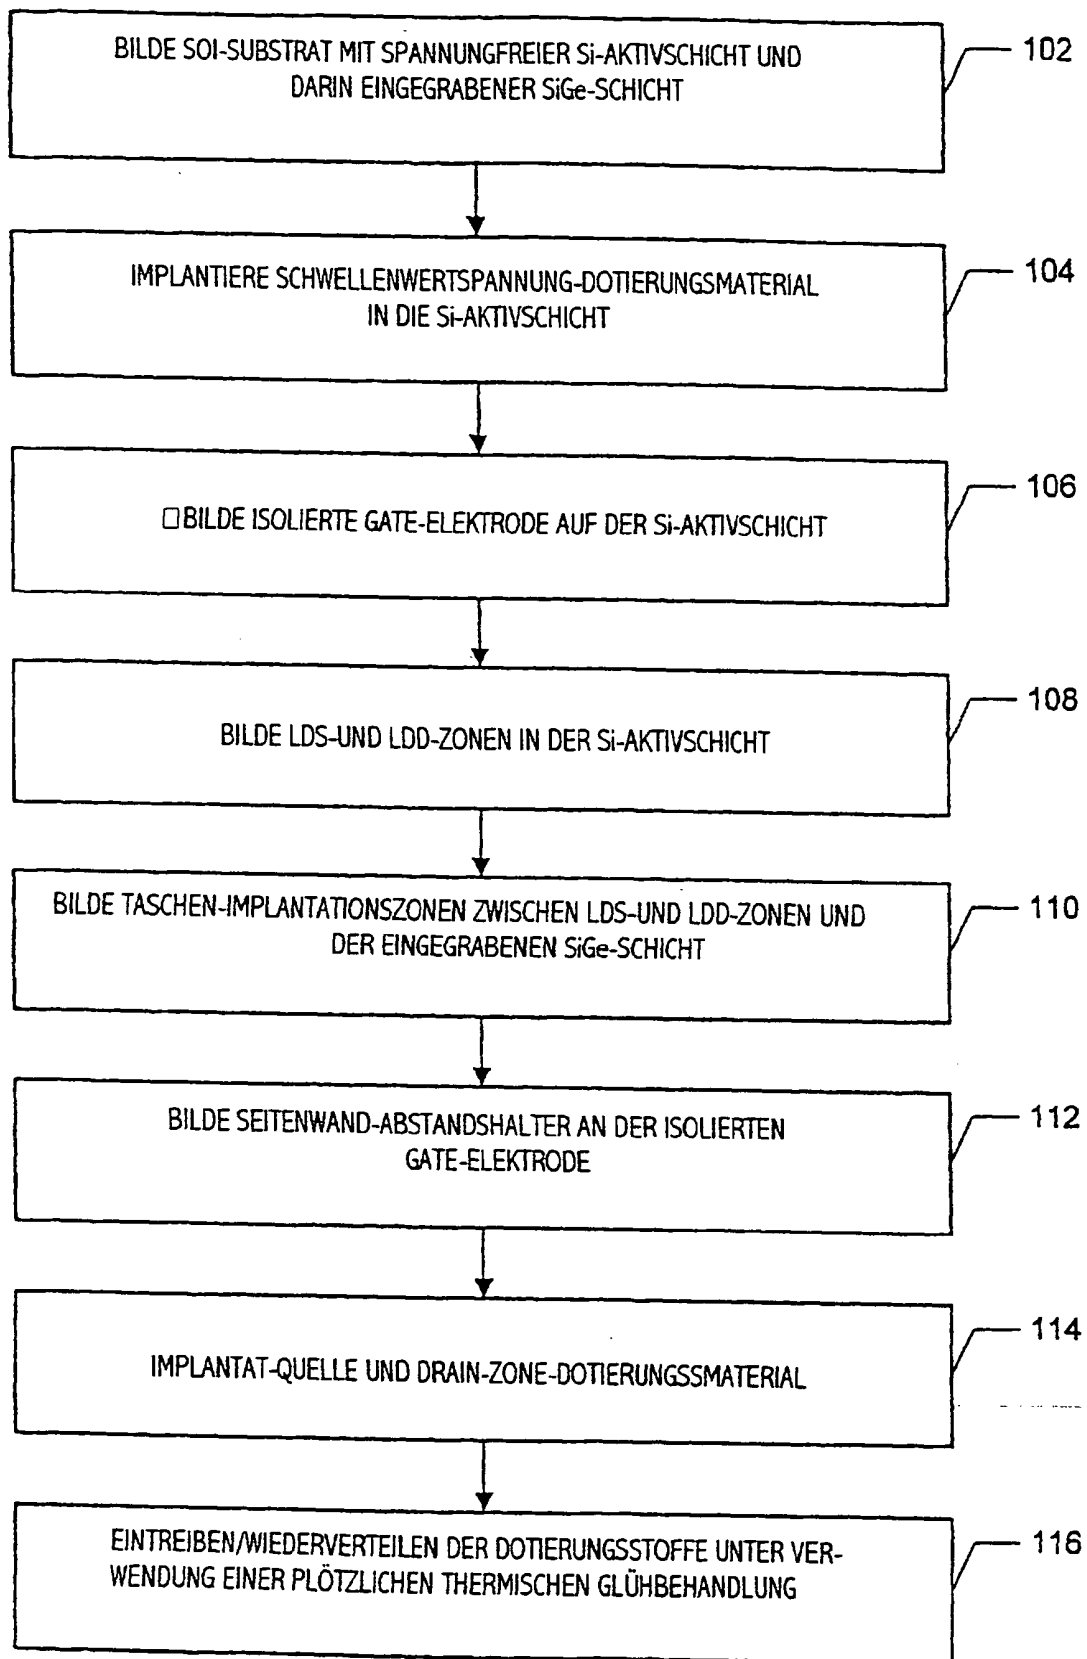 BILDE SOI-SUBSTRAT MIT SPANNUNGFREIER Si-AKTIVSCHICHT UND
DARIN EINGEGRABENER SiGe-SCHICHT
102
IMPLANTIERE SCHWELLENWERTSPANNUNG-DOTIERUNGSMATERIAL
IN DIE Si-AKTIVSCHICHT
104
□BILDE ISOLIERTE GATE-ELEKTRODE AUF DER Si-AKTIVSCHICHT
106
BILDE LDS-UND LDD-ZONEN IN DER Si-AKTIVSCHICHT
108
BILDE TASCHEN-IMPLANTATIONSZONEN ZWISCHEN LDS-UND LDD-ZONEN UND
DER EINGEGRABENEN SiGe-SCHICHT
110
BILDE SEITENWAND-ABSTANDSHALTER AN DER ISOLIERTEN
GATE-ELEKTRODE
112
IMPLANTAT-QUELLE UND DRAIN-ZONE-DOTIERUNGSSMATERIAL
114
EINTREIBEN/WIEDERVERTEILEN DER DOTIERUNGSSTOFFE UNTER VER-
WENDUNG EINER PLÖTZLICHEN THERMISCHEN GLÜHBEHANDLUNG
116